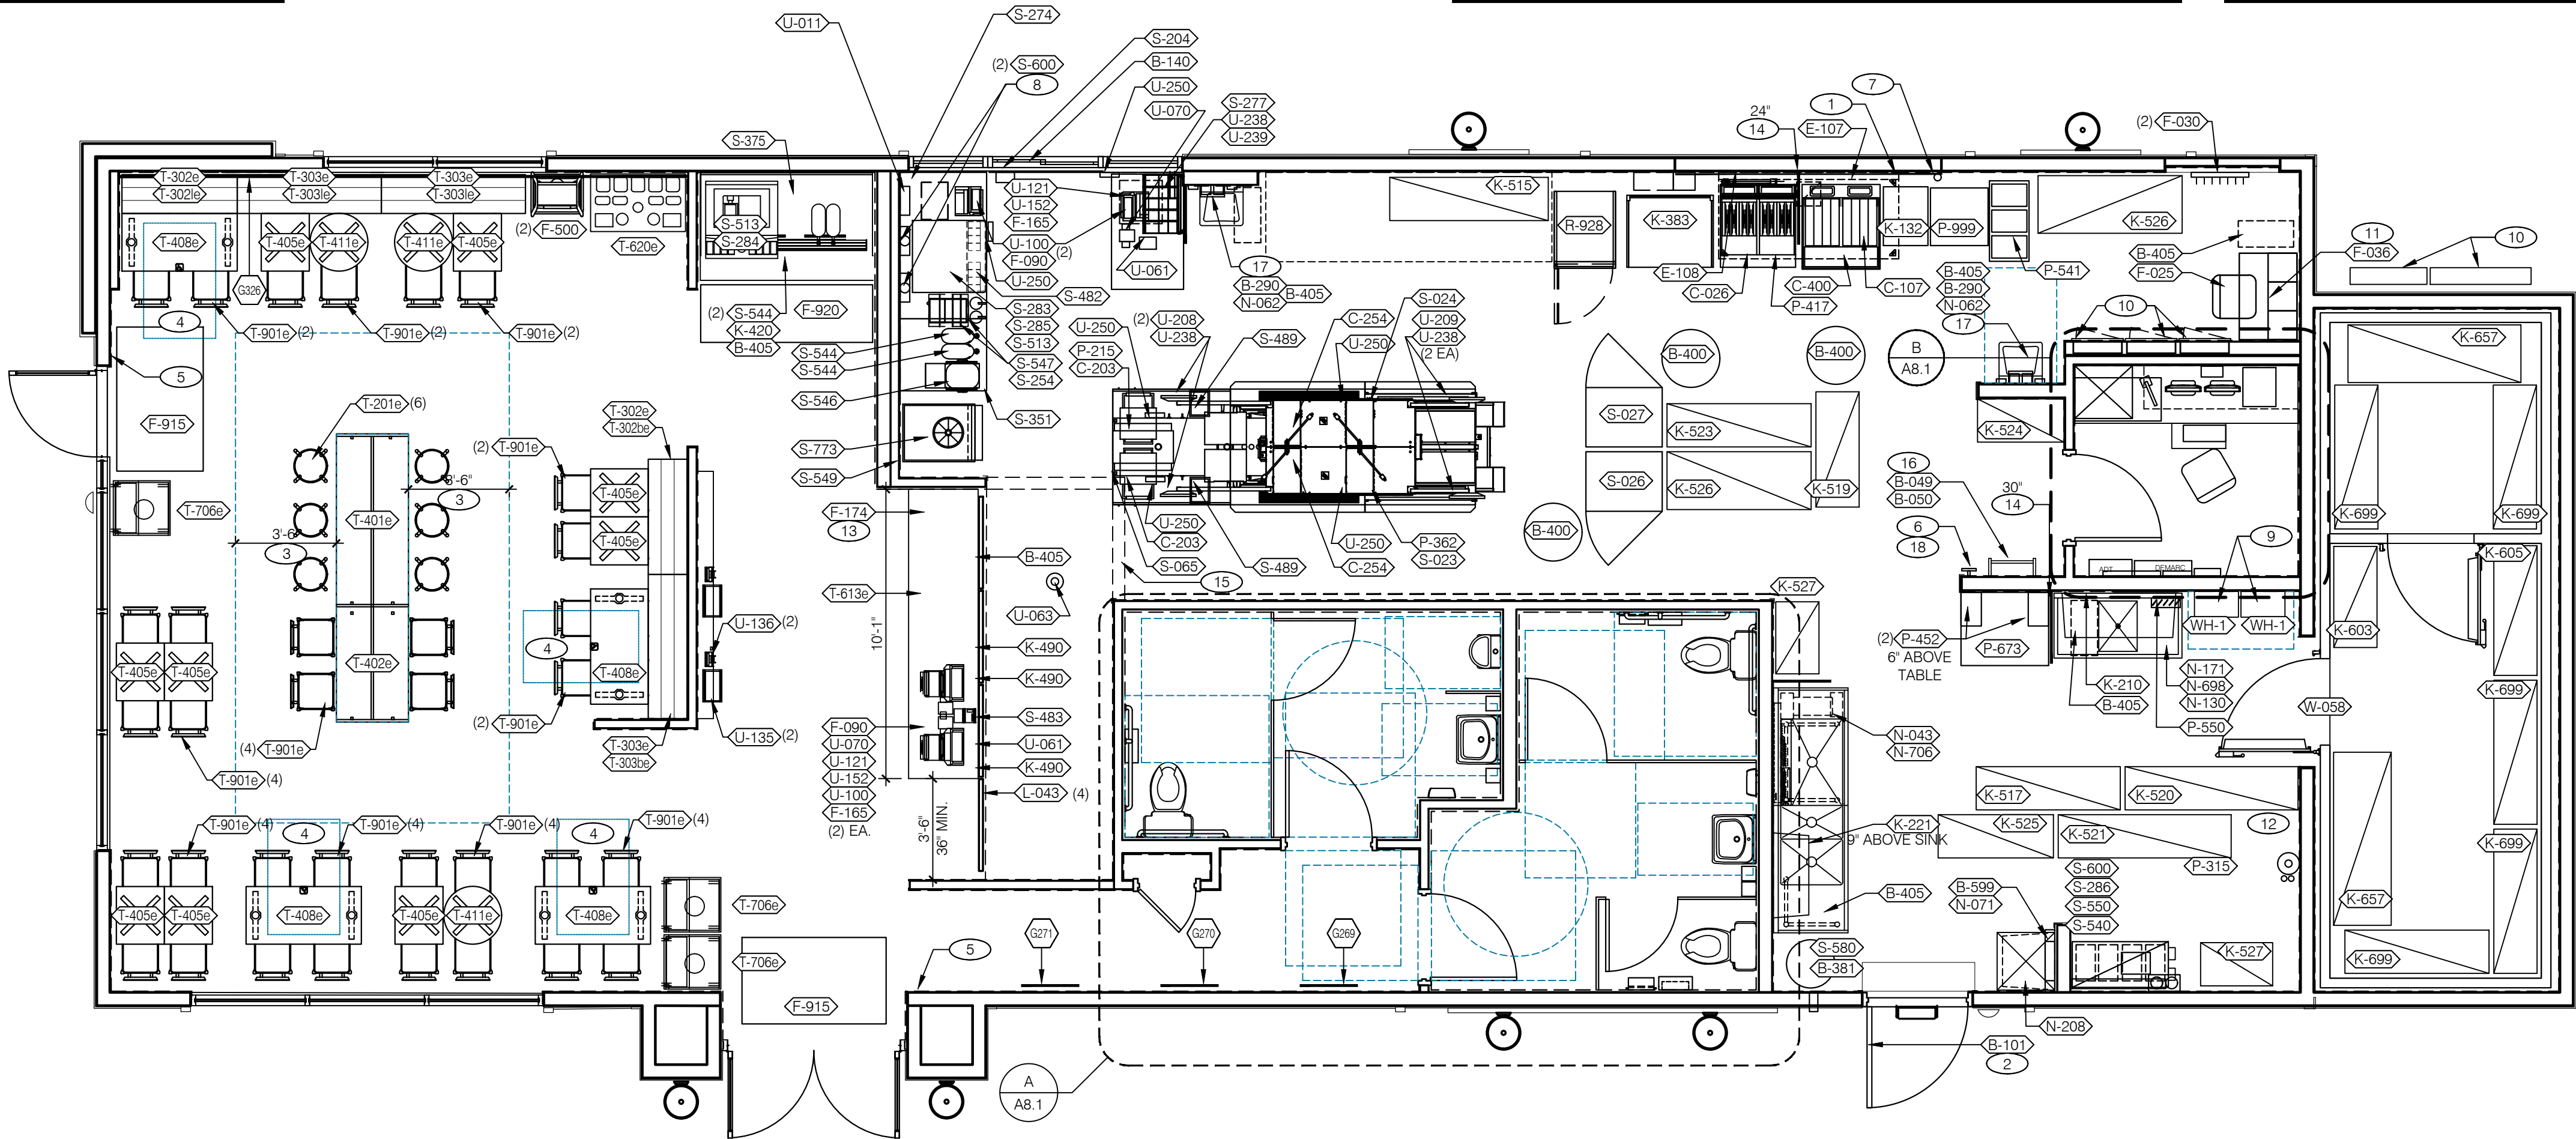 U-011
S-274
S-204
(2) S-600
B-140
8
U-250
U-070
S-277
U-238
U-239
24"
14
1
7
E-107
(2) F-030
S-375
T-302e
T-302le
T-303e
T-303le
T-303e
T-303le
(2) F-500
T-620e
S-513
S-284
U-121
U-152
F-165
U-100 (2)
F-090
U-250
U-061
K-515
R-928
K-383
K-132
P-999
K-526
T-408e
T-405e
T-411e
T-411e
T-405e
G326
17
B-290
N-062
B-405
E-108
C-026
P-417
C-400
C-107
B-405
B-290
N-062
17
P-541
B-405
F-025
11
F-036
10
10
4
T-901e (2)
T-901e (2)
T-901e (2)
(2) S-544
K-420
B-405
F-920
S-482
S-283
S-285
S-513
S-547
S-254
S-544
S-544
S-546
S-351
S-773
S-549
(2) U-208
U-238
U-250
P-215
C-203
S-489
C-254
U-250
S-024
U-209
U-238
(2 EA)
B-400
B-400
B
A8.1
K-657
5
F-915
T-201e (6)
T-302e
T-302be
(2) T-901e
3'-6"
3
T-405e
T-401e
T-405e
3'-6"
3
T-706e
F-174
13
B-405
U-250
C-203
S-065
S-489
U-250
C-254
P-362
S-023
B-400
S-027
S-026
K-523
K-526
K-519
K-524
16
B-049
B-050
30"
14
6
18
9
ADT
DEMARC
K-699
K-699
K-605
K-603
15
U-063
T-613e
10'-1"
K-527
(2) P-452
6" ABOVE
TABLE
P-673
WH-1
WH-1
4
T-408e
U-136 (2)
T-405e
T-405e
T-402e
K-490
K-490
K-210
B-405
N-171
N-698
N-130
P-550
W-058
K-699
(2) T-901e
(4) T-901e
T-901e (4)
T-303e
T-303be
U-135 (2)
F-090
U-070
U-121
U-152
U-100
F-165
(2) EA.
S-483
U-061
K-490
L-043 (4)
3'-6"
36" MIN.
N-043
N-706
K-517
K-520
K-221
9" ABOVE SINK
K-525
K-521
12
P-315
K-699
T-901e (4)
4
T-901e (4)
T-901e (4)
4
T-901e (4)
T-405e
T-405e
T-408e
T-405e
T-411e
T-408e
T-706e
T-706e
B-405
B-599
N-071
S-600
S-286
S-550
S-540
K-657
K-699
K-527
G271
G270
G269
5
S-580
B-381
F-915
N-208
B-101
2
A
A8.1